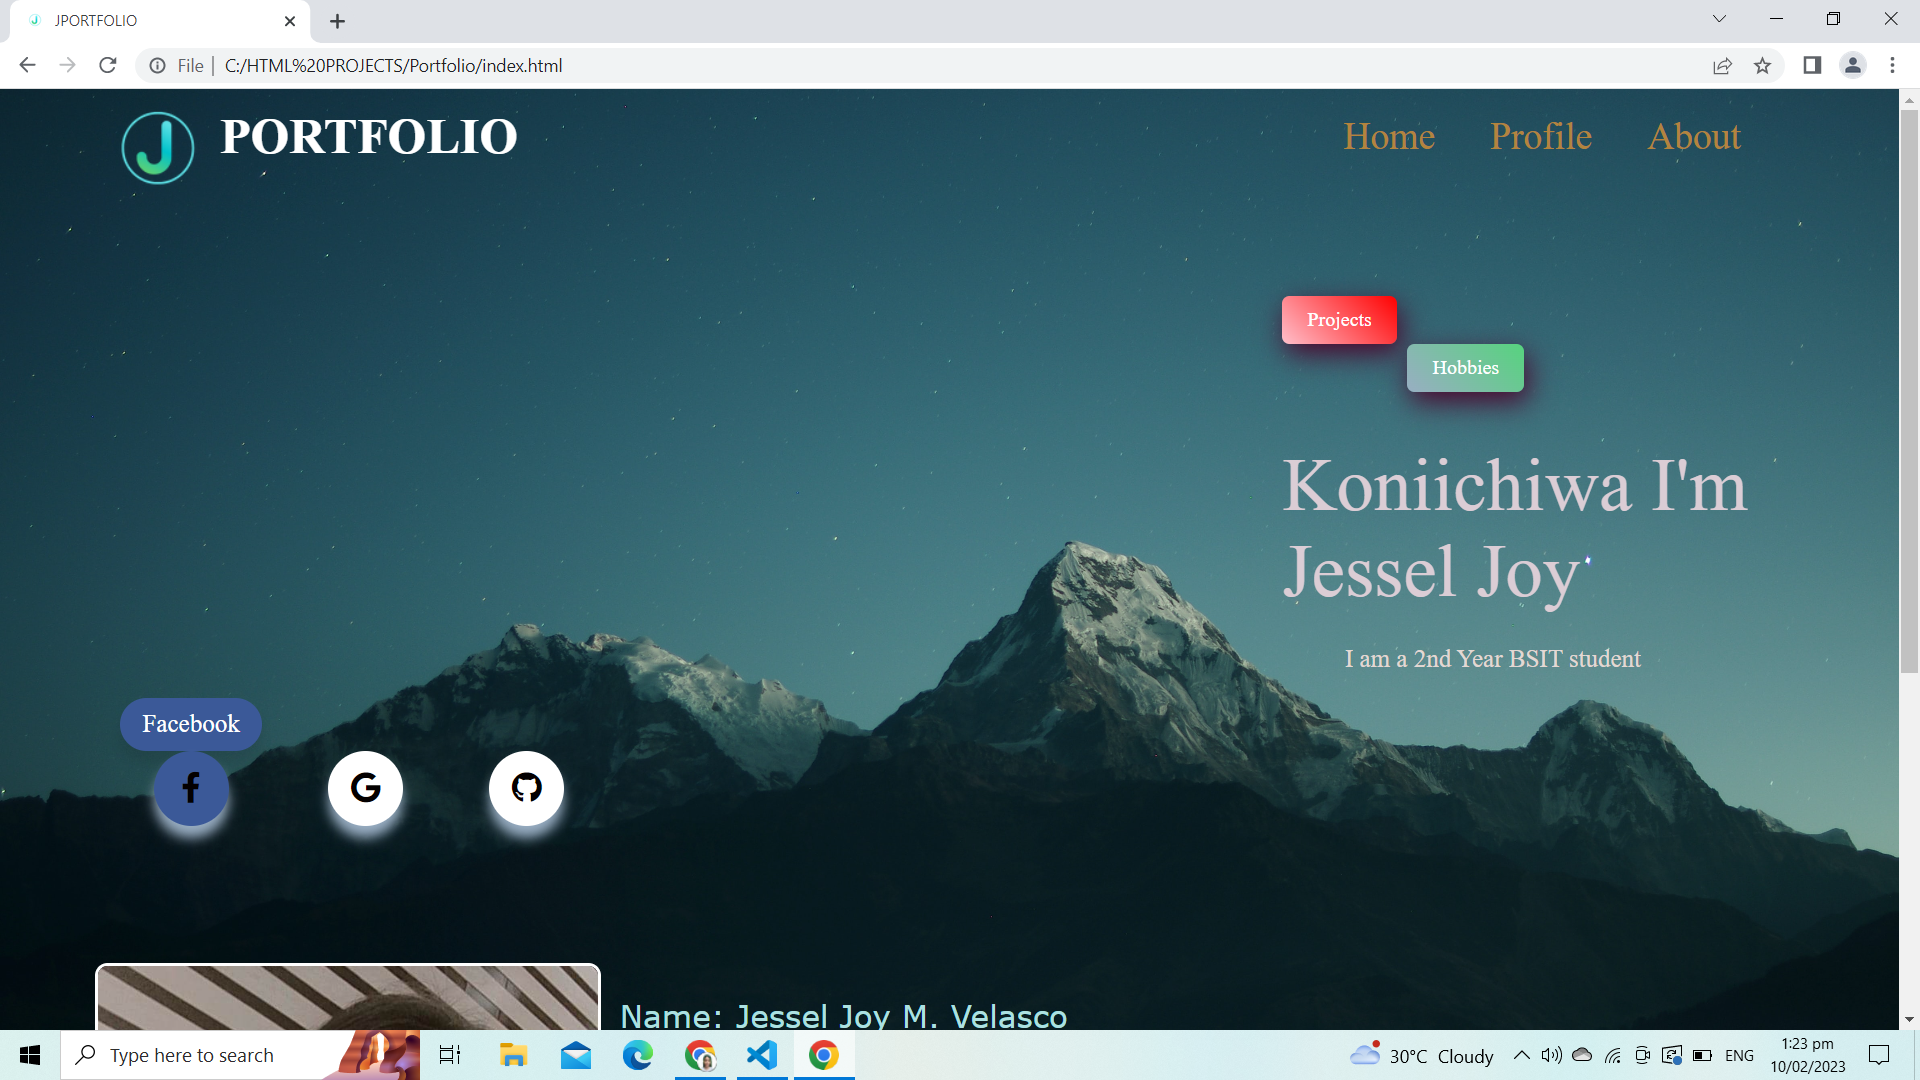 JPORTFOLIO
File | C:/HTML%20PROJECTS/Portfolio/index.html
J PORTFOLIO
Home Profile About
Projects
Hobbies
Koniichiwa I'm
Jessel Joy
I am a 2nd Year BSIT student
Facebook
Name: Jessel Joy M. Velasco
Type here to search
30°C Cloudy
ENG
1:23 pm
10/02/2023